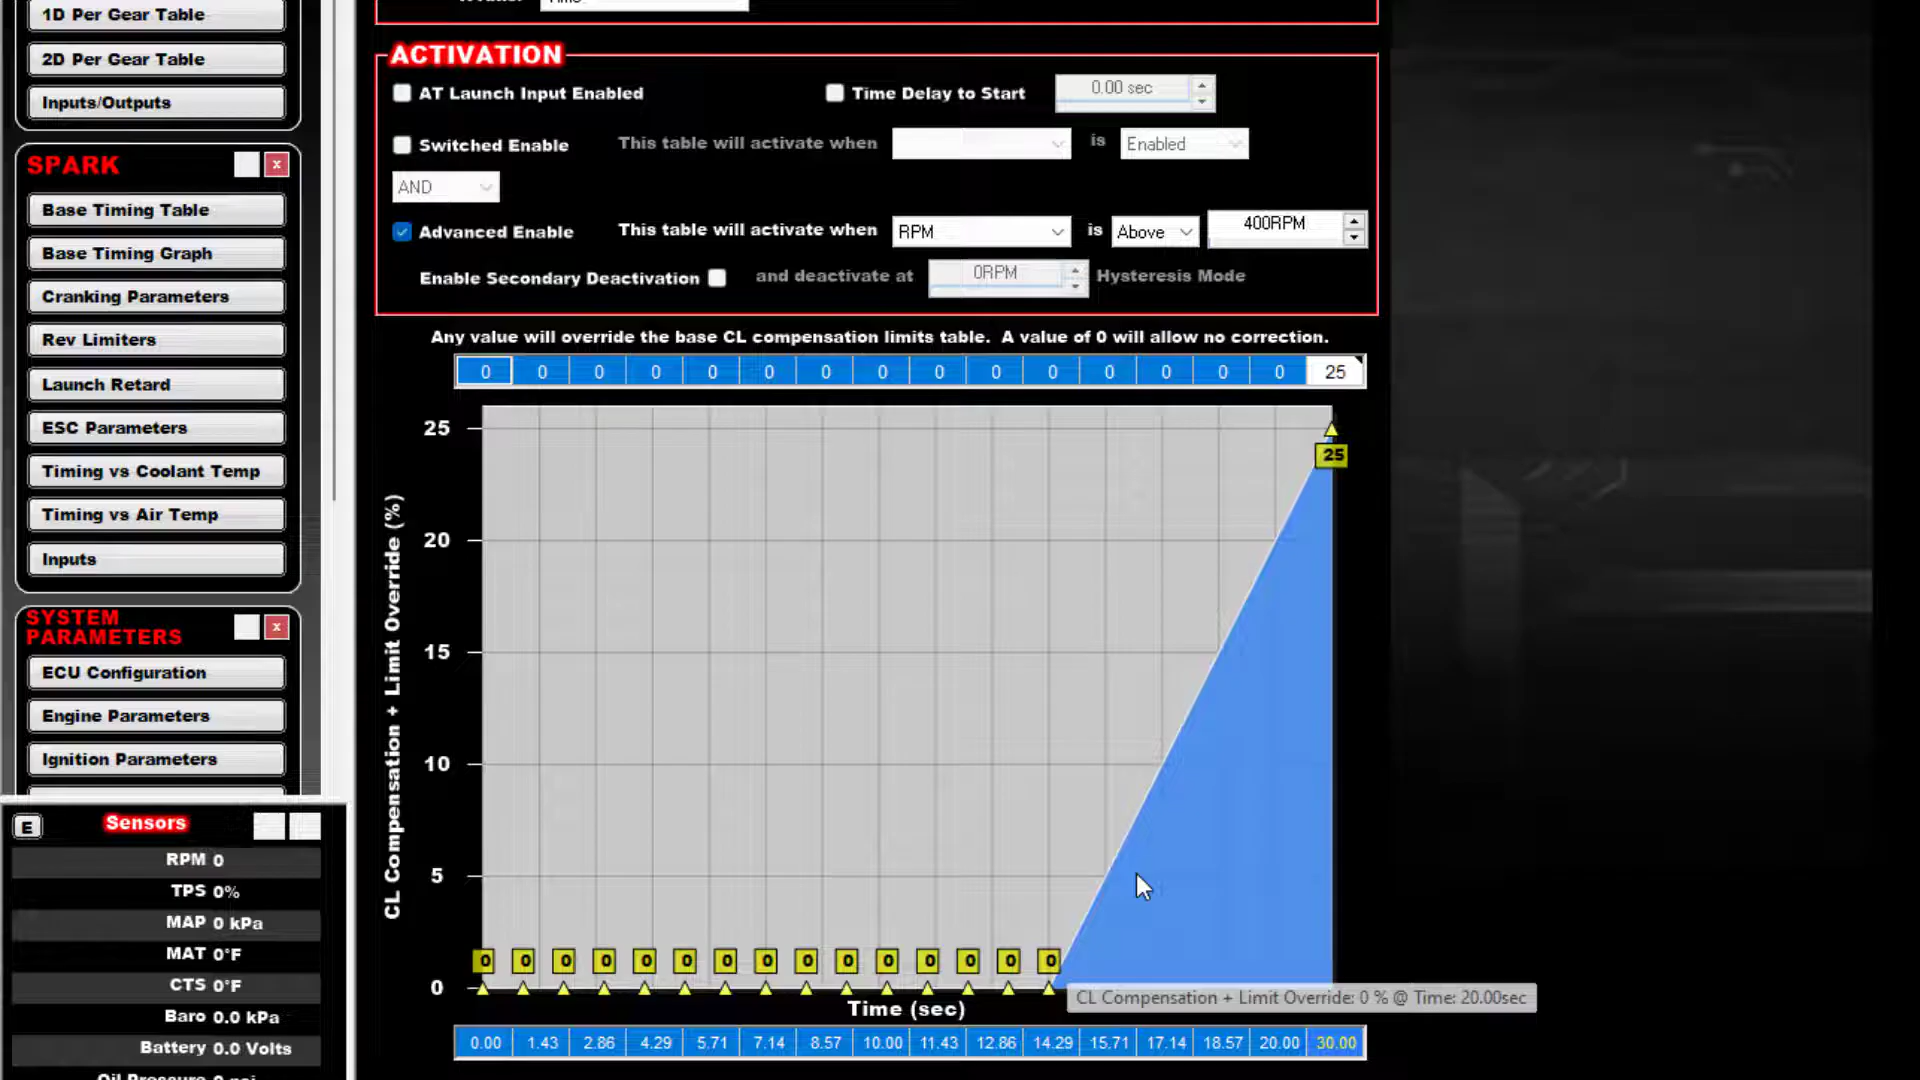 1D Per Gear Table
2D Per Gear Table
Inputs/Outputs
SPARK
Base Timing Table
Base Timing Graph
Cranking Parameters
Rev Limiters
Launch Retard
ESC Parameters
Timing vs Coolant Temp
Timing vs Air Temp
Inputs
SYSTEM
PARAMETERS
ECU Configuration
Engine Parameters
Ignition Parameters
E Sensors
RPM 0
TPS 0%
MAP 0 kPa
MAT 0°F
CTS 0°F
Baro 0.0 kPa
Battery 0.0 Volts
ACTIVATION
AT Launch Input Enabled Time Delay to Start 0.00 sec
Switched Enable This table will activate when is Enabled
AND
Advanced Enable This table will activate when RPM is Above 400RPM
Enable Secondary Deactivation and deactivate at 0RPM Hysteresis Mode
Any value will override the base CL compensation limits table. A value of 0 will allow no correction.
0 0 0 0 0 0 0 0 0 0 0 0 0 0 0 25
CL Compensation + Limit Override (%)
25
25
20
15
10
5
0 0 0 0 0 0 0 0 0 0 0 0 0 0 0
0
CL Compensation + Limit Override: 0 % @ Time: 20.00sec
Time (sec)
0.00 1.43 2.86 4.29 5.71 7.14 8.57 10.00 11.43 12.86 14.29 15.71 17.14 18.57 20.00 30.00